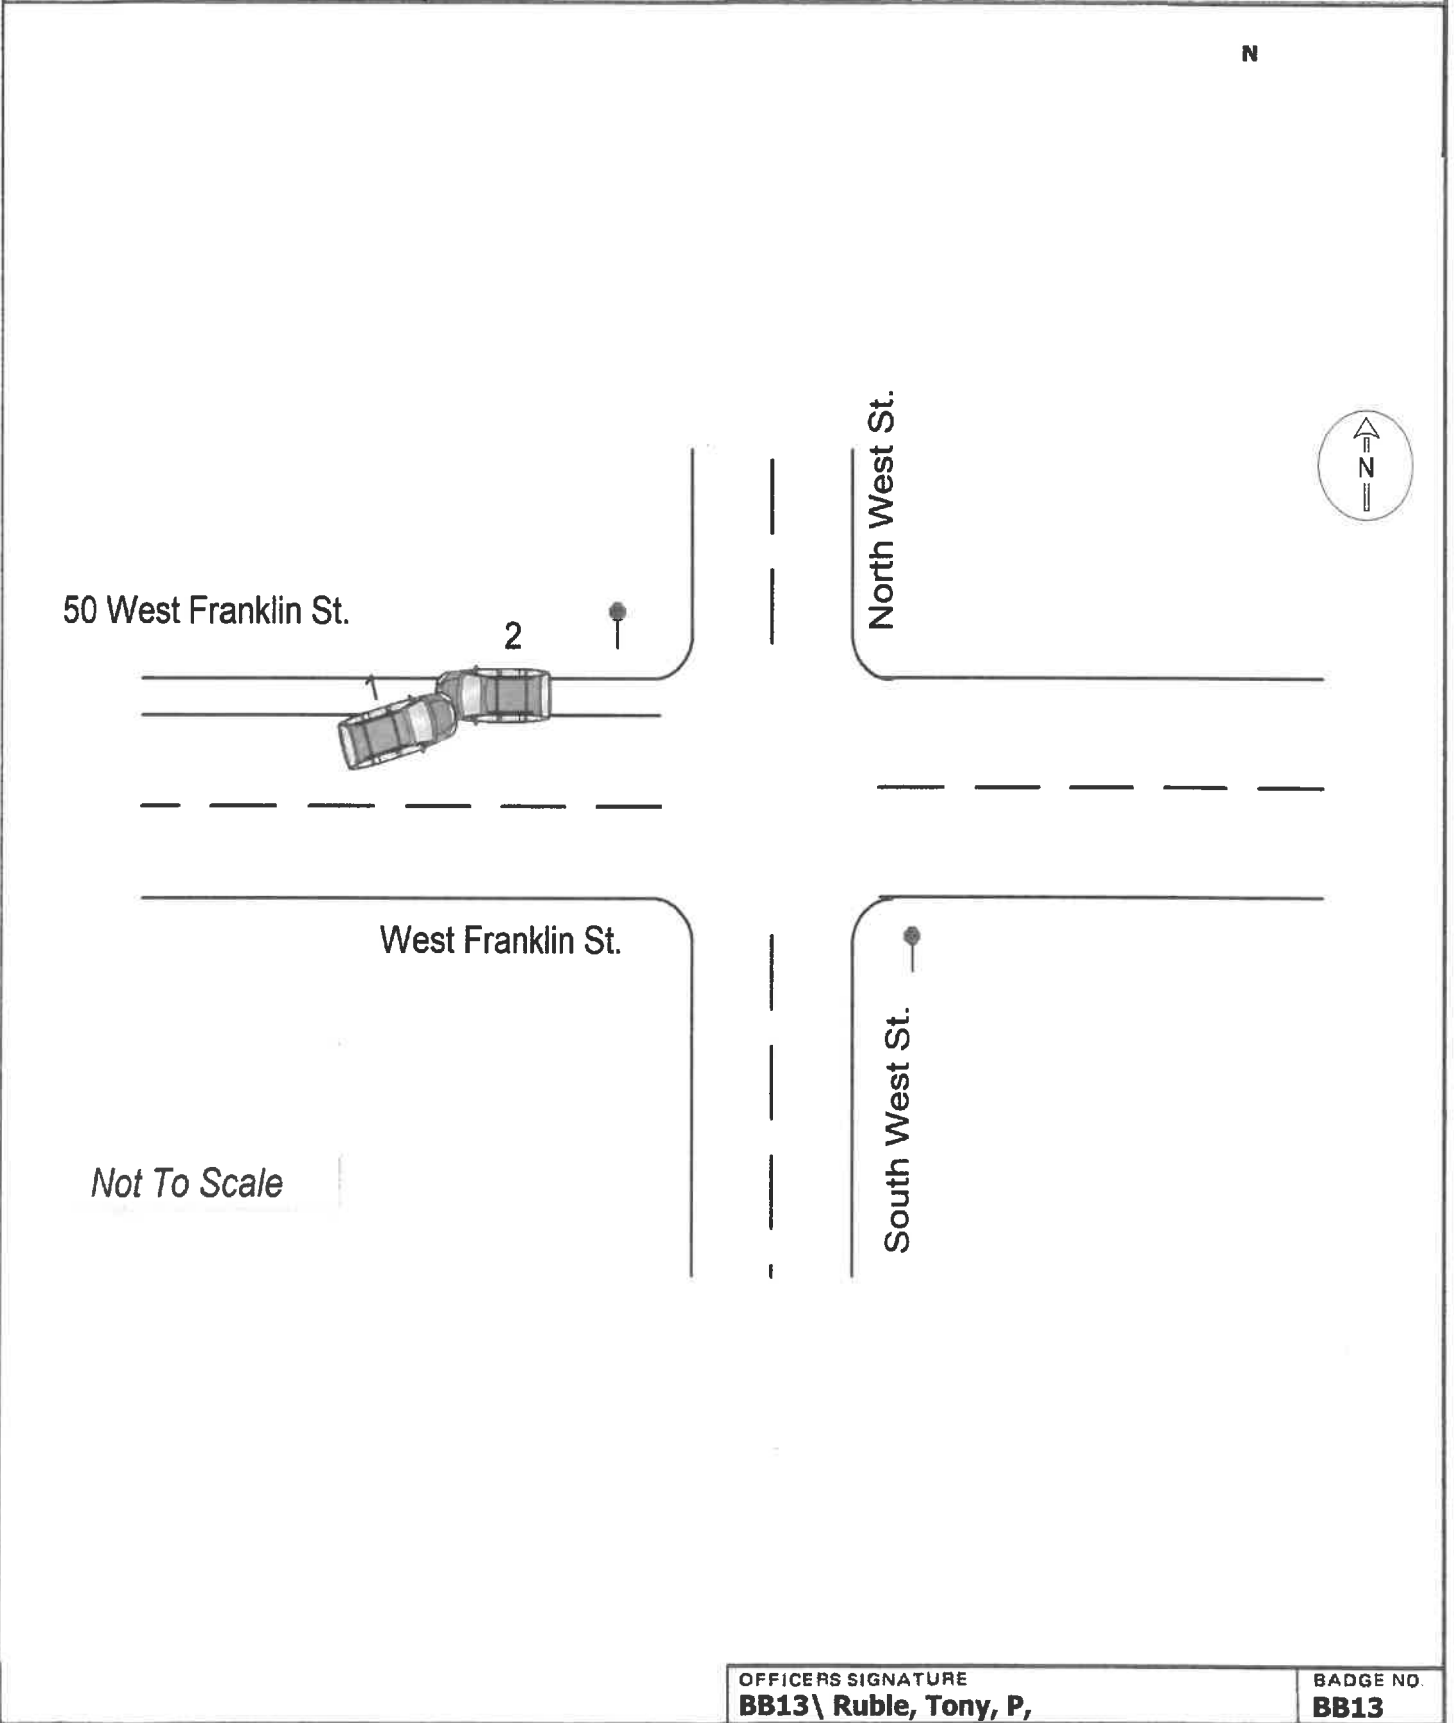 N
North West St.
N
50 West Franklin St.
2
1
West Franklin St.
South West St.
Not To Scale
OFFICERS SIGNATURE
BB13\ Ruble, Tony, P,
BADGE NO.
BB13